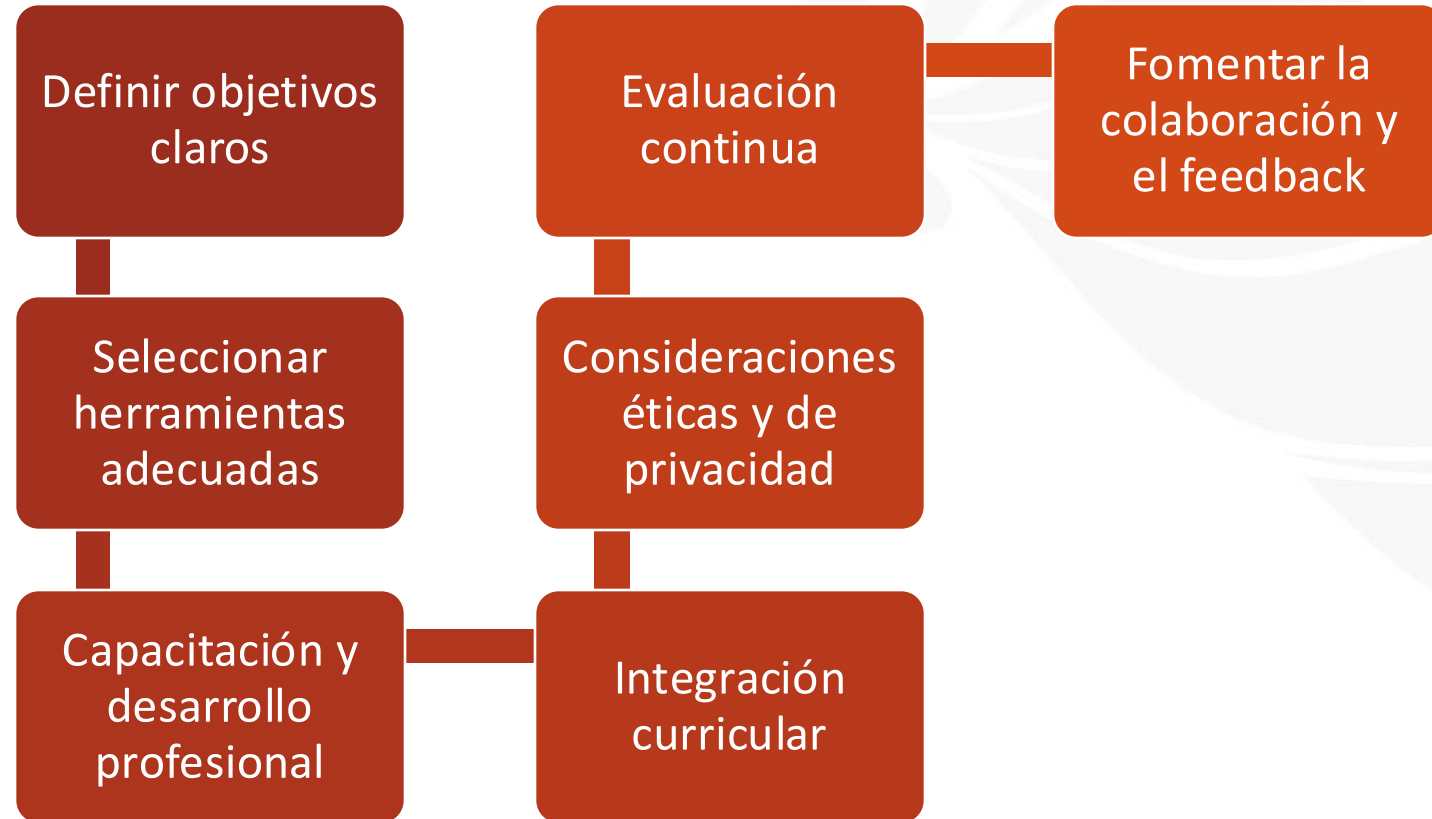 Definir objetivos
claros
Seleccionar
herramientas
adecuadas
Capacitación y
desarrollo
profesional
Integración
curricular
Consideraciones
éticas y de
privacidad
Evaluación
continua
Fomentar la
colaboración y
el feedback